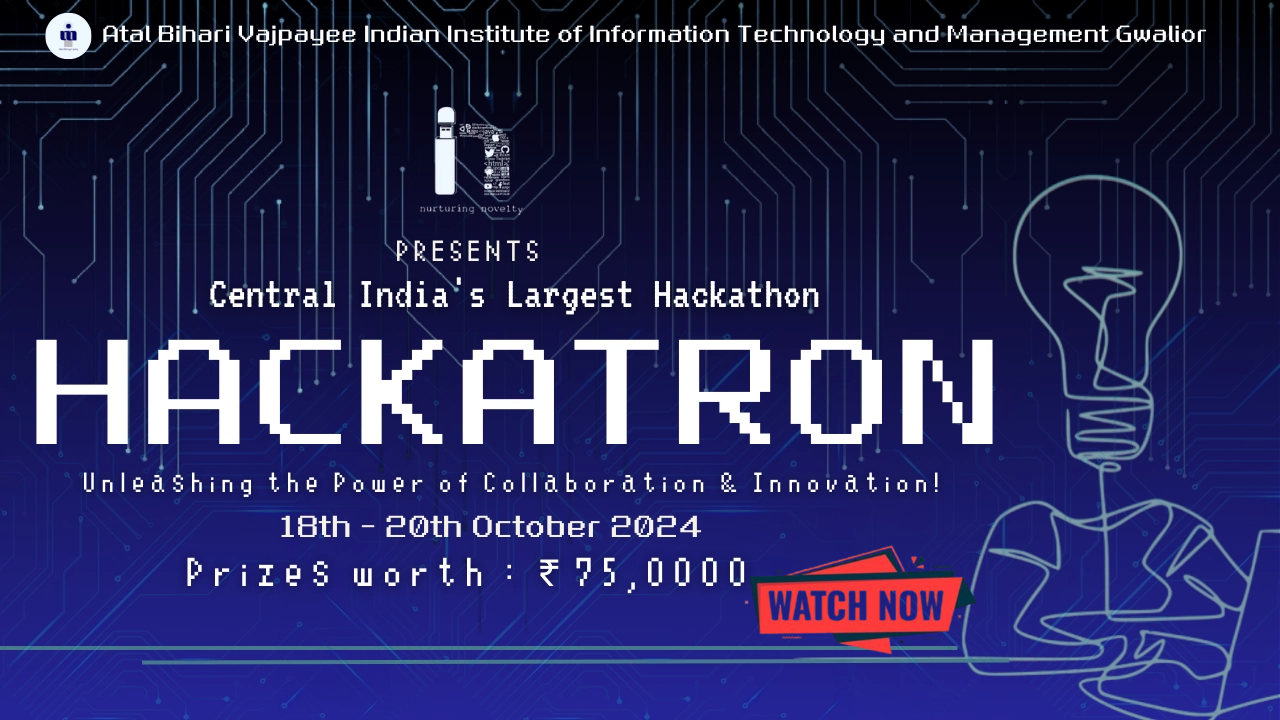 Atal Bihari Vajpayee Indian Institute of Information Technology and Management Gwalior
nurturing novelty
PRESENTS
Central India's Largest Hackathon
HACKATRON
Unleashing the Power of Collaboration & Innovation!
18th - 20th October 2024
Prizes worth : ₹75,0000
WATCH NOW